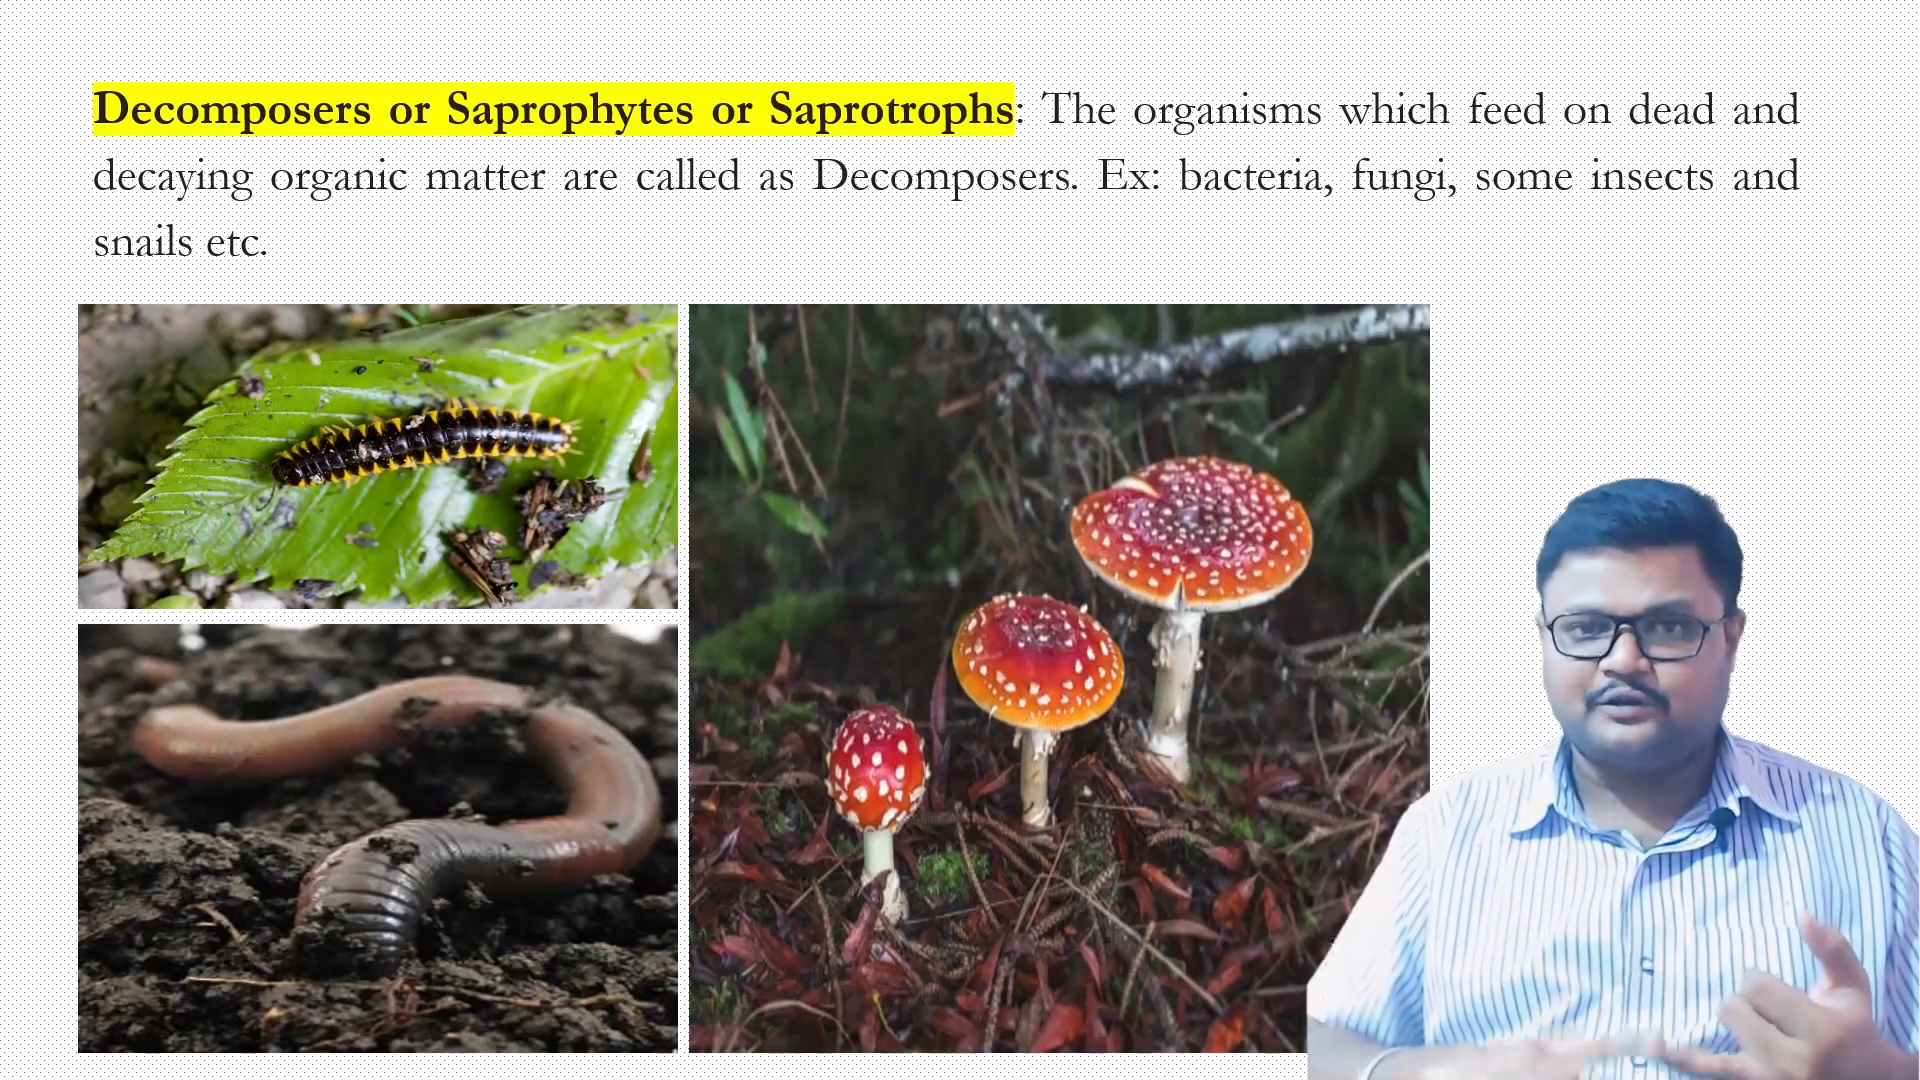 Decomposers or Saprophytes or Saprotrophs: The organisms which feed on dead and
decaying organic matter are called as Decomposers. Ex: bacteria, fungi, some insects and
snails etc.